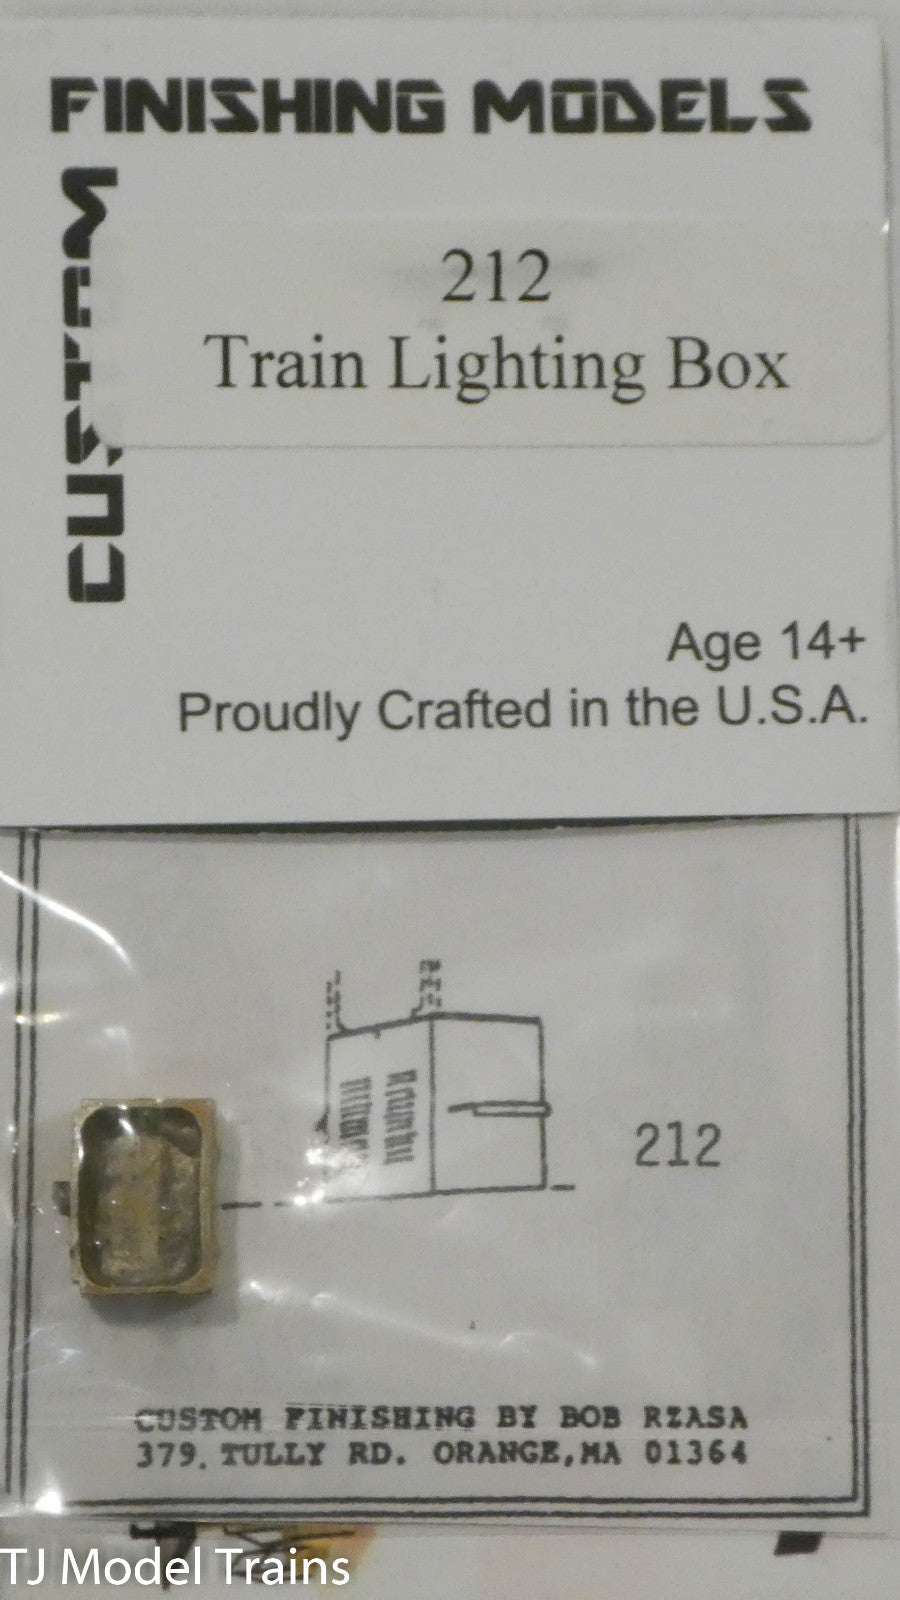 FINISHING MODELS
CUSTOM
212
Train Lighting Box
Age 14+
Proudly Crafted in the U.S.A.
212
CUSTOM FINISHING BY BOB RZASA
379. TULLY RD. ORANGE, MA 01364
TJ Model Trains